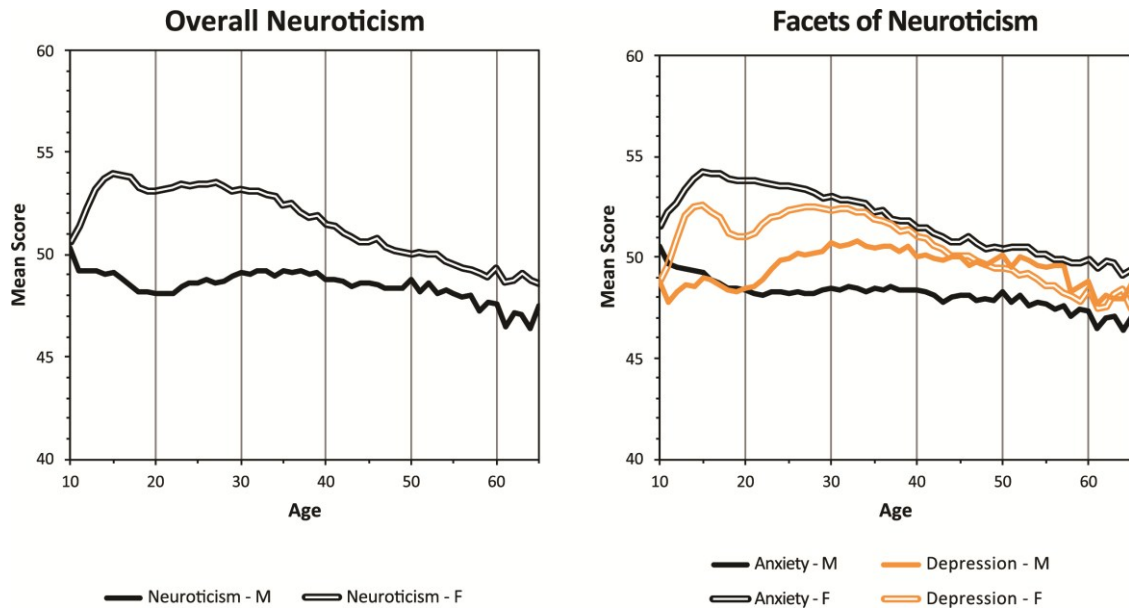 Overall Neuroticism
60
55
50
45
40
Mean Score
10 20 30 40 50 60
Age
Neuroticism - M Neuroticism - F
Facets of Neuroticism
60
55
50
45
40
Mean Score
10 20 30 40 50 60
Age
Anxiety - M Depression - M
Anxiety - F Depression - F